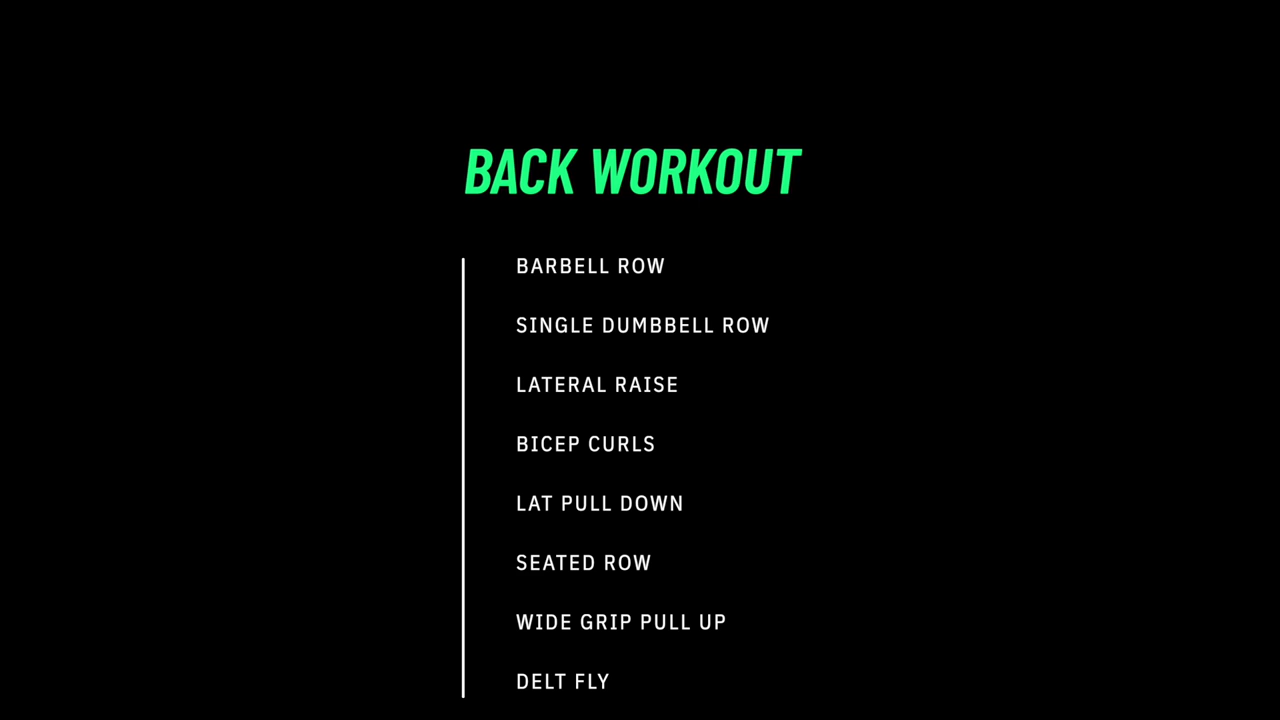 BACK WORKOUT
BARBELL ROW
SINGLE DUMBBELL ROW
LATERAL RAISE
BICEP CURLS
LAT PULL DOWN
SEATED ROW
WIDE GRIP PULL UP
DELT FLY